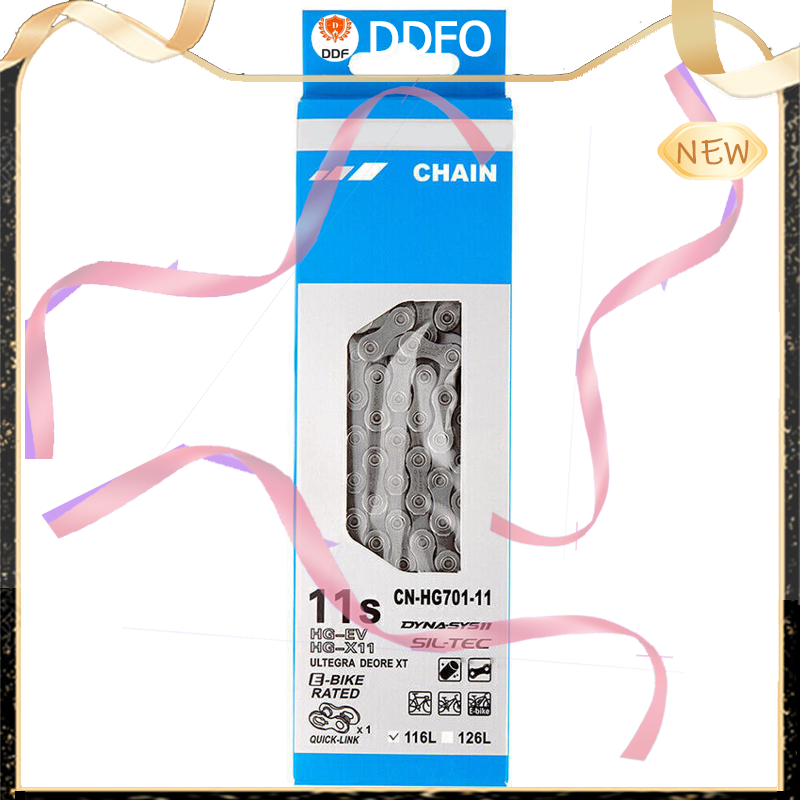 DDF
DDFO
NEW
CHAIN
11s
CN-HG701-11
HG-EV
HG-X11
DYNA-SYS11
SIL-TEC
ULTEGRA DEORE XT
E-BIKE
RATED
E-bike
x1
QUICK-LINK
116L
126L